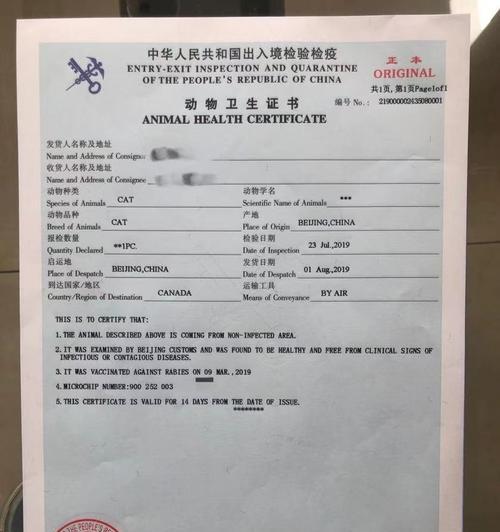 中华人民共和国出入境检验检疫
ENTRY-EXIT INSPECTION AND QUARANTINE
OF THE PEOPLE'S REPUBLIC OF CHINA
正本
ORIGINAL
共1页,第1页Page1of1
动物卫生证书
编号No.: 219000002435080001
ANIMAL HEALTH CERTIFICATE
发货人名称及地址
Name and Address of Consignor
收货人名称及地址
Name and Address of Consignee
动物种类 动物学名
Species of Animals CAT Scientific Name of Animals ***
动物品种 产地
Breed of Animals CAT Place of Origin BEIJING,CHINA
报检数量 检验日期
Quantity Declared **1PC. Date of Inspection 23 Jul.,2019
启运地 发货日期
Place of Despatch BEIJING,CHINA Date of Despatch 01 Aug.,2019
到达国家/地区 运输工具
Country/Region of Destination CANADA Means of Conveyance BY AIR
THIS IS TO CERTIFY THAT:
1.THE ANIMAL DESCRIBED ABOVE IS COMING FROM NON-INFECTED AREA.
2.IT WAS EXAMINED BY BEIJING CUSTOMS AND WAS FOUND TO BE HEALTHY AND FREE FROM CLINICAL SIGNS OF
INFECTIOUS OR CONTAGIOUS DISEASES.
3.IT WAS VACCINATED AGAINST RABIES ON 09 MAR.,2019
4.MICROCHIP NUMBER:900 252 003
5.THIS CERTIFICATE IS VALID FOR 14 DAYS FROM THE DATE OF ISSUE.
********